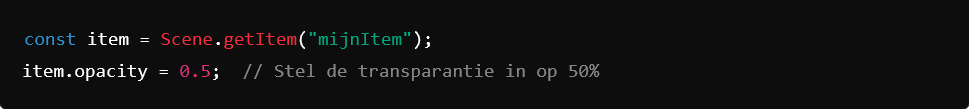 const item = Scene.getItem("mijnItem");
item.opacity = 0.5;  // Stel de transparantie in op 50%